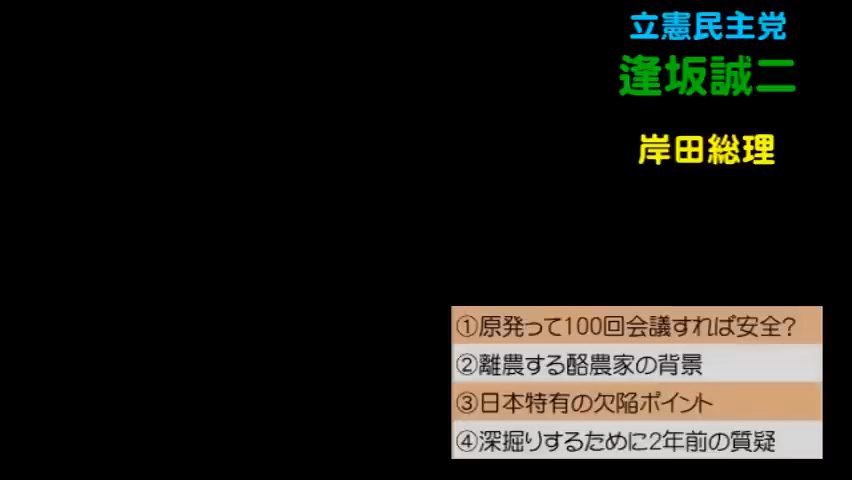 立憲民主党
逢坂誠二
岸田総理
①原発って100回会議すれば安全?
②離農する酪農家の背景
③日本特有の欠陥ポイント
④深掘りするために2年前の質疑